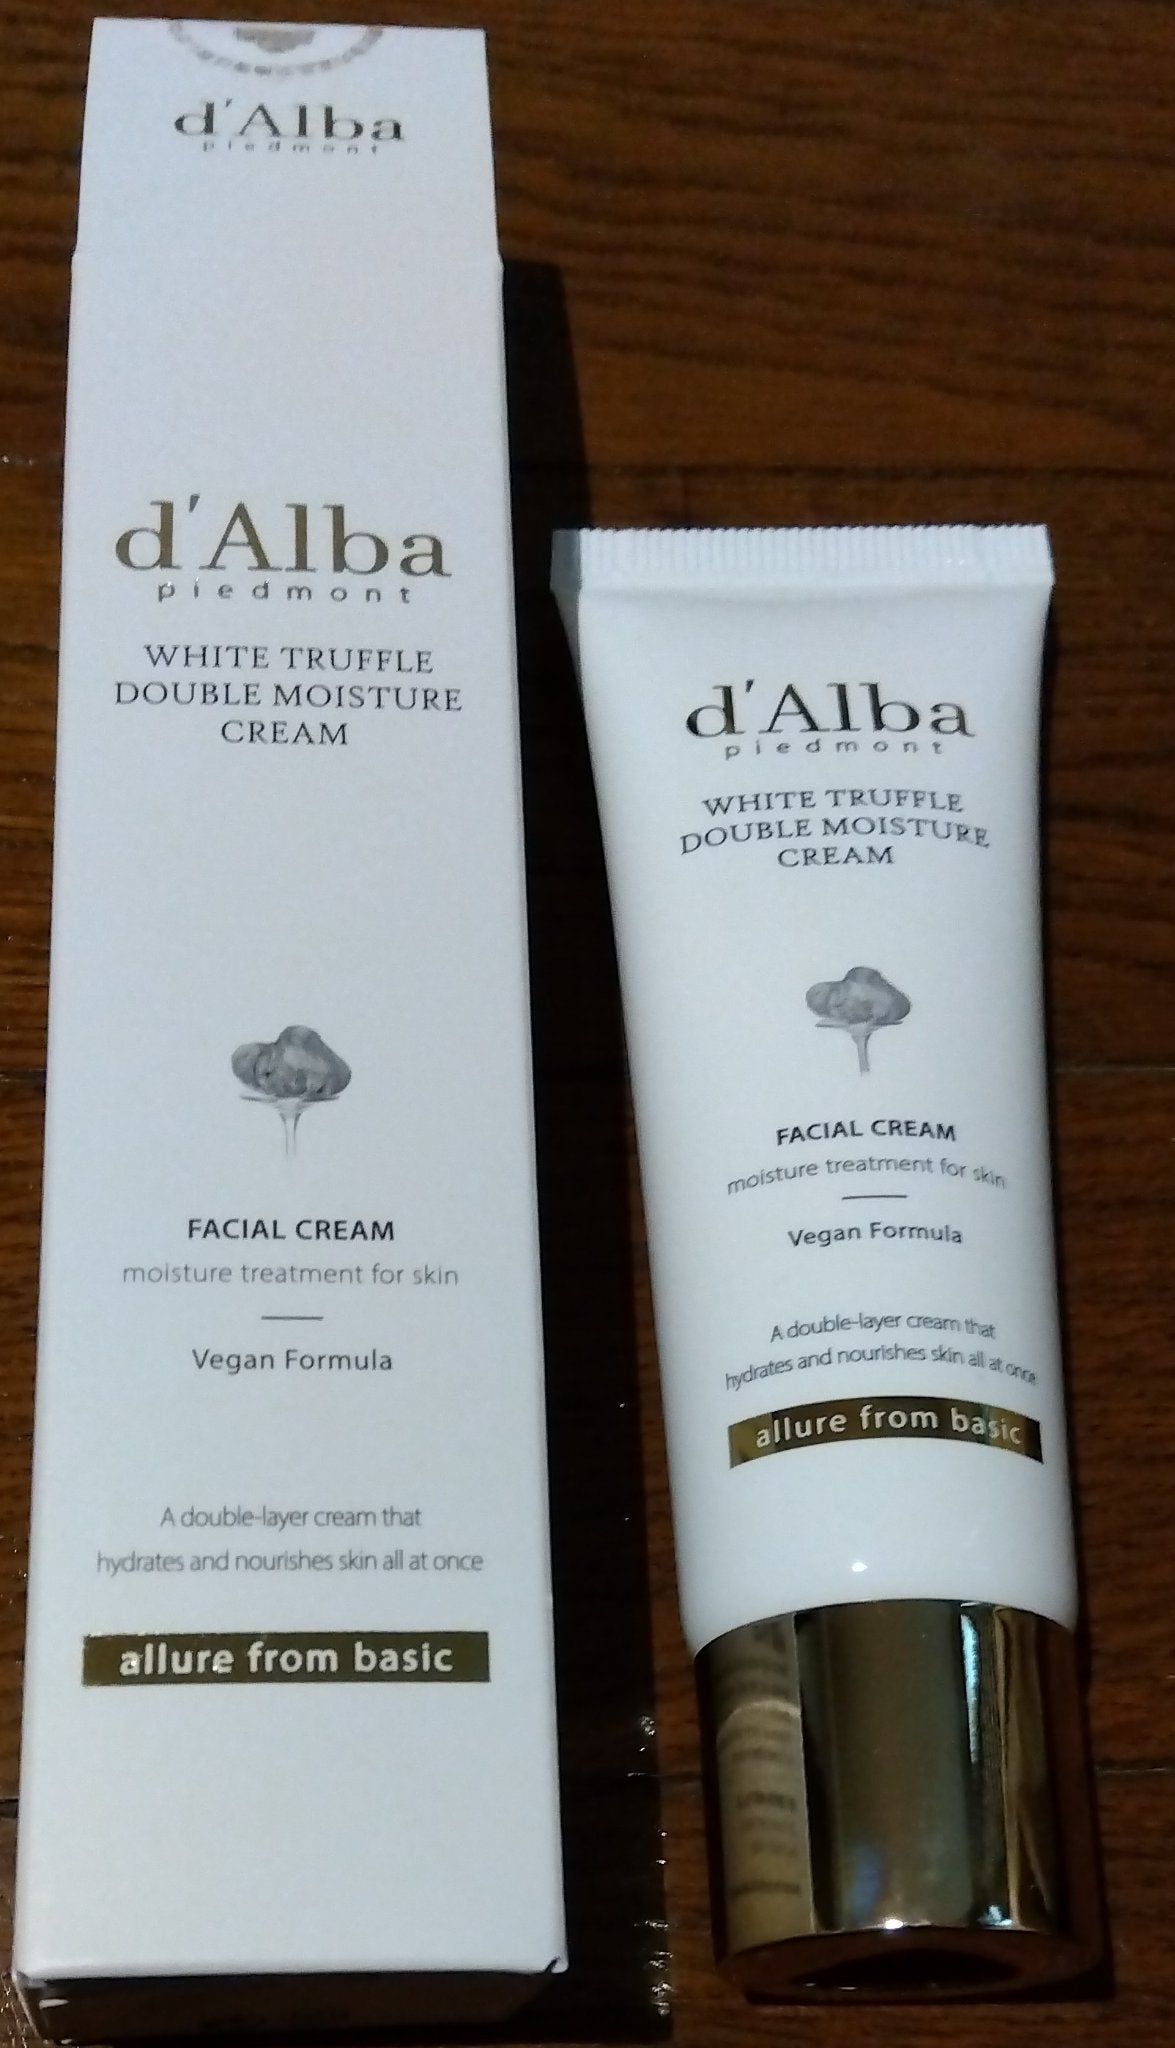 d'Alba
piedmont
d'Alba
piedmont
WHITE TRUFFLE
DOUBLE MOISTURE
CREAM
FACIAL CREAM
moisture treatment for skin
Vegan Formula
A double-layer cream that
hydrates and nourishes skin all at once
allure from basic
d'Alba
piedmont
WHITE TRUFFLE
DOUBLE MOISTURE
CREAM
FACIAL CREAM
moisture treatment for skin
Vegan Formula
A double-layer cream that
hydrates and nourishes skin all at once
allure from basic